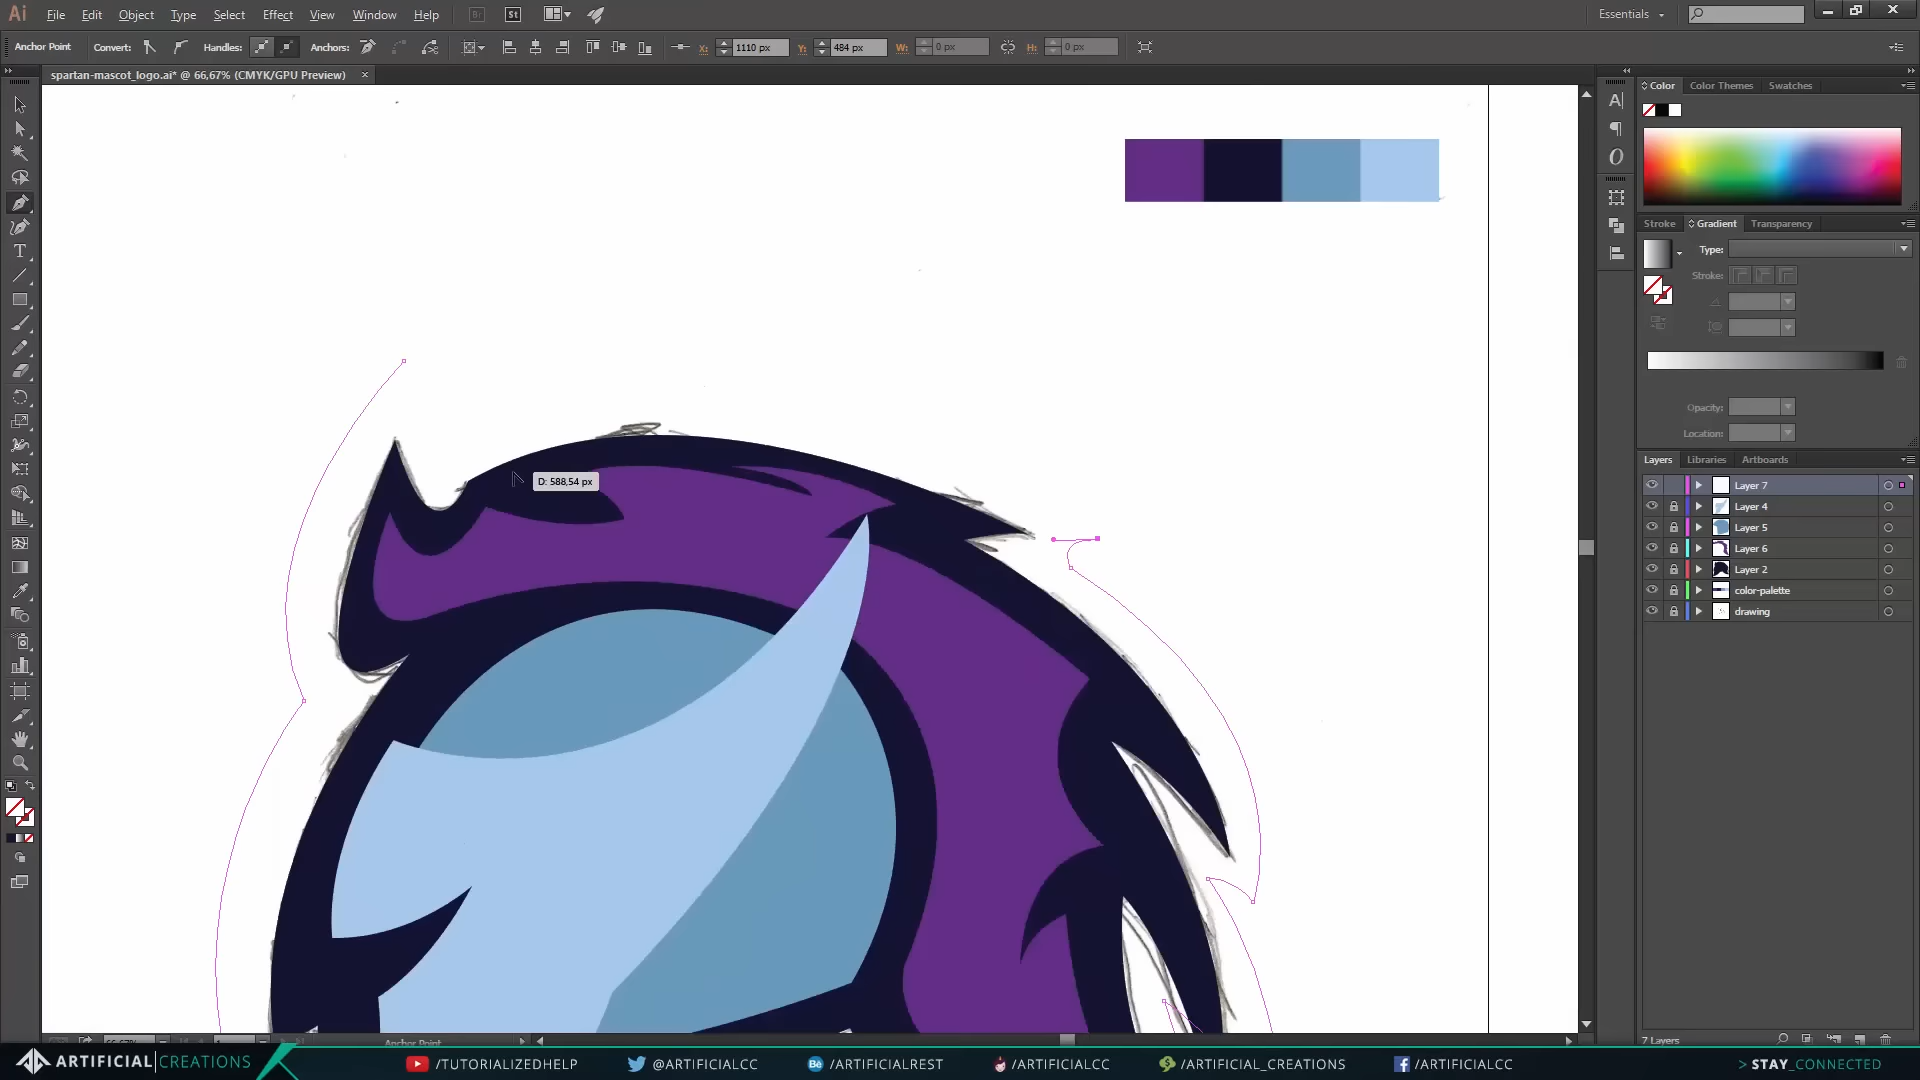 Ai File Edit Object Type Select Effect View Window Help Br St Essentials
Anchor Point Convert: Handles: Anchors: X: 1110 px Y: 484 px W: 0 px H: 0 px
spartan-mascot_logo.ai* @ 66,67% (CMYK/GPU Preview) ×
Color Color Themes Swatches
Stroke Gradient Transparency
Type:
Stroke:
Opacity:
Location:
Layers Libraries Artboards
Layer 7
Layer 4
Layer 5
Layer 6
Layer 2
color-palette
drawing
7 Layers
D: 588,54 px
Anchor Point
ARTIFICIAL CREATIONS /TUTORIALIZEDHELP @ARTIFICIALCC Bē /ARTIFICIALREST /ARTIFICIALCC /ARTIFICIAL_CREATIONS /ARTIFICIALCC > STAY_CONNECTED